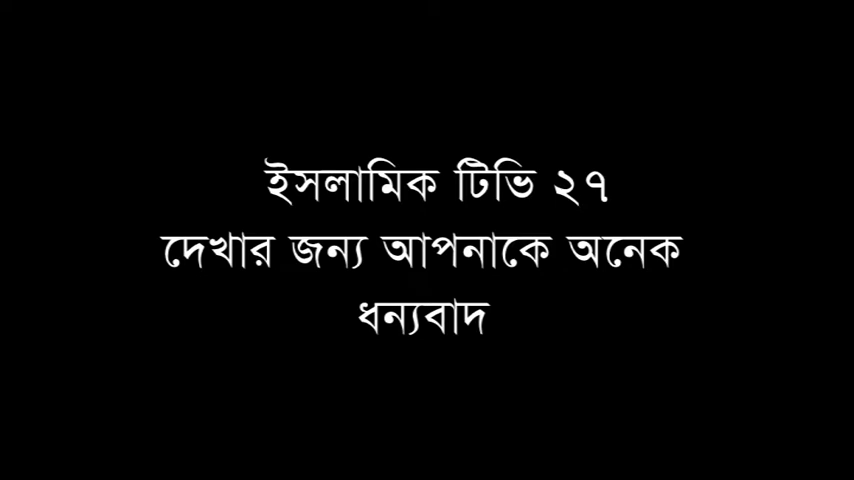 ইসলামিক টিভি ২৭
দেখার জন্য আপনাকে অনেক
ধন্যবাদ